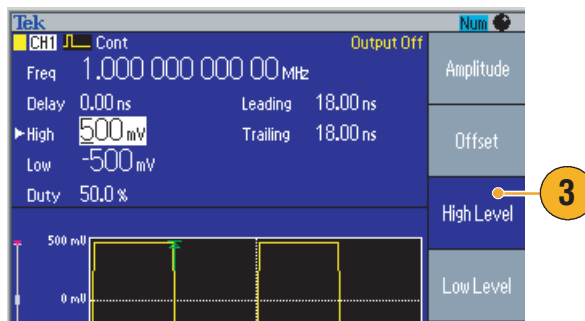 Tek
Num
CH1 Cont Output Off
Freq 1.000 000 000 00 MHz
Delay 0.00 ns Leading 18.00 ns
High 500 mV Trailing 18.00 ns
Low -500 mV
Duty 50.0 %
Amplitude
Offset
High Level
Low Level
3
500 mV
0 mV